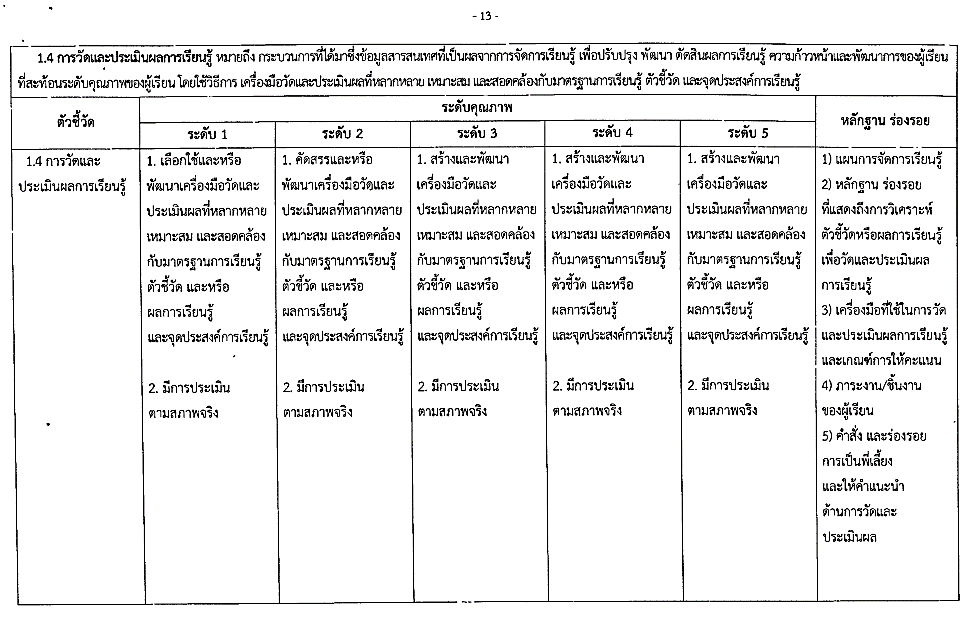 - 13 -
1.4 การวัดและประเมินผลการเรียนรู้ หมายถึง กระบวนการที่ได้มาซึ่งข้อมูลสารสนเทศที่เป็นผลจากการจัดการเรียนรู้ เพื่อปรับปรุง พัฒนา ตัดสินผลการเรียนรู้ ความก้าวหน้าและพัฒนาการของผู้เรียน
ที่สะท้อนระดับคุณภาพของผู้เรียน โดยใช้วิธีการ เครื่องมือวัดและประเมินผลที่หลากหลาย เหมาะสม และสอดคล้องกับมาตรฐานการเรียนรู้ ตัวชี้วัด และจุดประสงค์การเรียนรู้
ตัวชี้วัด
ระดับคุณภาพ
หลักฐาน ร่องรอย
ระดับ 1
ระดับ 2
ระดับ 3
ระดับ 4
ระดับ 5
1.4 การวัดและ
ประเมินผลการเรียนรู้
1. เลือกใช้และหรือ
พัฒนาเครื่องมือวัดและ
ประเมินผลที่หลากหลาย
เหมาะสม และสอดคล้อง
กับมาตรฐานการเรียนรู้
ตัวชี้วัด และหรือ
ผลการเรียนรู้
และจุดประสงค์การเรียนรู้
2. มีการประเมิน
ตามสภาพจริง
1. คัดสรรและหรือ
พัฒนาเครื่องมือวัดและ
ประเมินผลที่หลากหลาย
เหมาะสม และสอดคล้อง
กับมาตรฐานการเรียนรู้
ตัวชี้วัด และหรือ
ผลการเรียนรู้
และจุดประสงค์การเรียนรู้
2. มีการประเมิน
ตามสภาพจริง
1. สร้างและพัฒนา
เครื่องมือวัดและ
ประเมินผลที่หลากหลาย
เหมาะสม และสอดคล้อง
กับมาตรฐานการเรียนรู้
ตัวชี้วัด และหรือ
ผลการเรียนรู้
และจุดประสงค์การเรียนรู้
2. มีการประเมิน
ตามสภาพจริง
1. สร้างและพัฒนา
เครื่องมือวัดและ
ประเมินผลที่หลากหลาย
เหมาะสม และสอดคล้อง
กับมาตรฐานการเรียนรู้
ตัวชี้วัด และหรือ
ผลการเรียนรู้
และจุดประสงค์การเรียนรู้
2. มีการประเมิน
ตามสภาพจริง
1. สร้างและพัฒนา
เครื่องมือวัดและ
ประเมินผลที่หลากหลาย
เหมาะสม และสอดคล้อง
กับมาตรฐานการเรียนรู้
ตัวชี้วัด และหรือ
ผลการเรียนรู้
และจุดประสงค์การเรียนรู้
2. มีการประเมิน
ตามสภาพจริง
1) แผนการจัดการเรียนรู้
2) หลักฐาน ร่องรอย
ที่แสดงถึงการวิเคราะห์
ตัวชี้วัดหรือผลการเรียนรู้
เพื่อวัดและประเมินผล
การเรียนรู้
3) เครื่องมือที่ใช้ในการวัด
และประเมินผลการเรียนรู้
และเกณฑ์การให้คะแนน
4) ภาระงาน/ชิ้นงาน
ของผู้เรียน
5) คำสั่ง และร่องรอย
การเป็นพี่เลี้ยง
และให้คำแนะนำ
ด้านการวัดและ
ประเมินผล